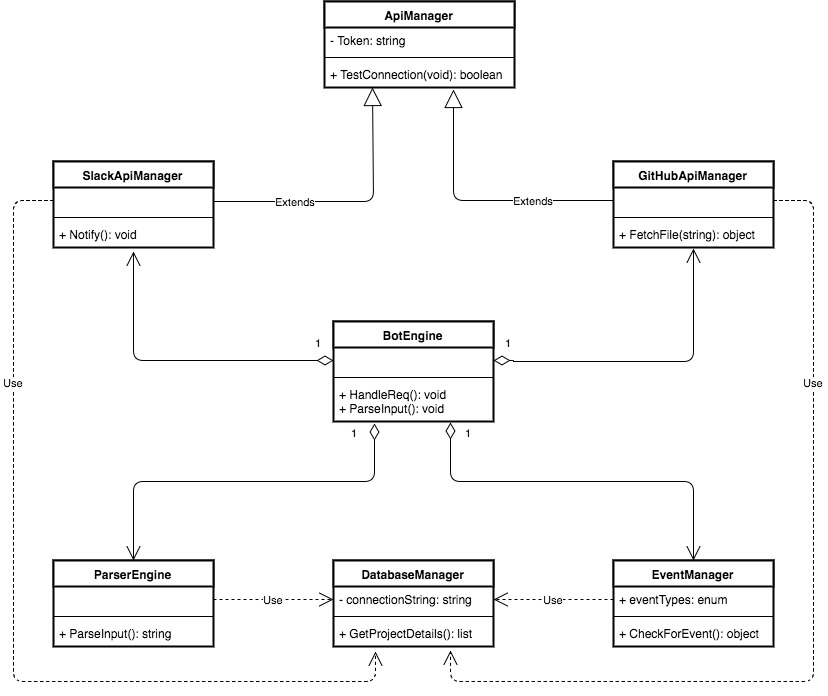 ApiManager
- Token: string
+ TestConnection(void): boolean
SlackApiManager
+ Notify(): void
GitHubApiManager
+ FetchFile(string): object
Extends
Extends
BotEngine
+ HandleReq(): void
+ ParseInput(): void
1
1
1
1
Use
Use
ParserEngine
+ ParseInput(): string
Use
DatabaseManager
- connectionString: string
+ GetProjectDetails(): list
Use
EventManager
+ eventTypes: enum
+ CheckForEvent(): object